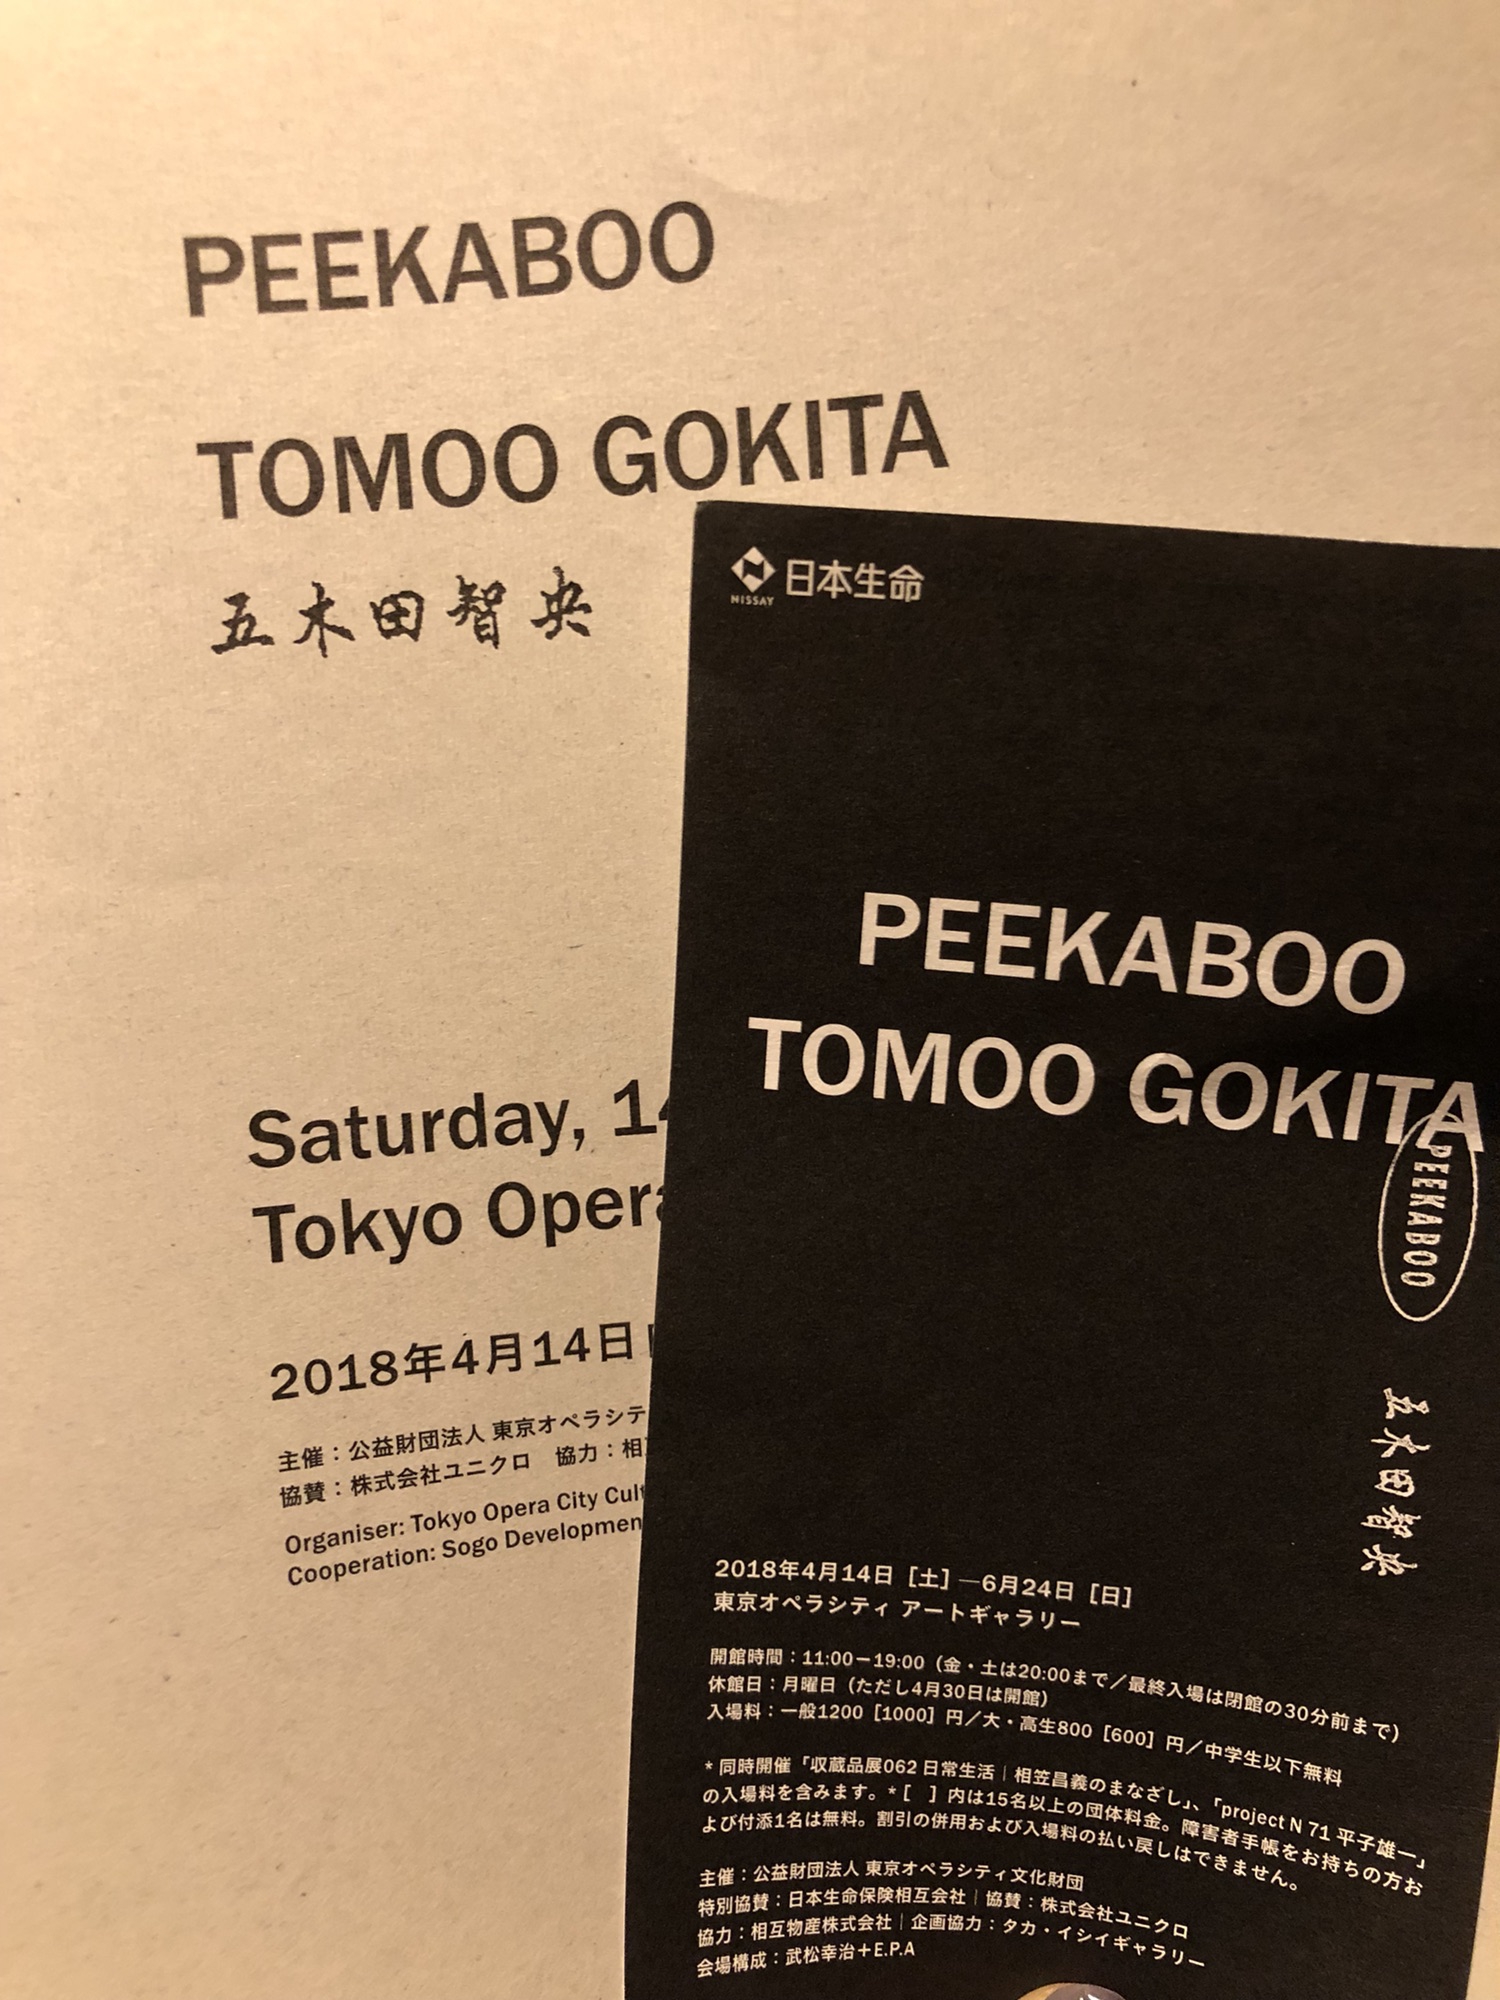 PEEKABOO
TOMOO GOKITA
五木田智央
Saturday, 14
Tokyo Opera
2018年4月14日
主催：公益財団法人 東京オペラシテ
協賛：株式会社ユニクロ　協力：相
Organiser: Tokyo Opera City Cult
Cooperation: Sogo Developmen
NISSAY
日本生命
PEEKABOO
TOMOO GOKITA
PEEKABOO
五木田智央
2018年4月14日［土］—6月24日［日］
東京オペラシティ アートギャラリー
開館時間：11:00－19:00（金・土は20:00まで／最終入場は閉館の30分前まで）
休館日：月曜日（ただし4月30日は開館）
入場料：一般1200［1000］円／大・高生800［600］円／中学生以下無料
* 同時開催「収蔵品展062 日常生活｜相笠昌義のまなざし」、「project N 71 平子雄一」
の入場料を含みます。*［　］内は15名以上の団体料金。障害者手帳をお持ちの方お
よび付添1名は無料。割引の併用および入場料の払い戻しはできません。
主催：公益財団法人 東京オペラシティ文化財団
特別協賛：日本生命保険相互会社｜協賛：株式会社ユニクロ
協力：相互物産株式会社｜企画協力：タカ・イシイギャラリー
会場構成：武松幸治＋E.P.A